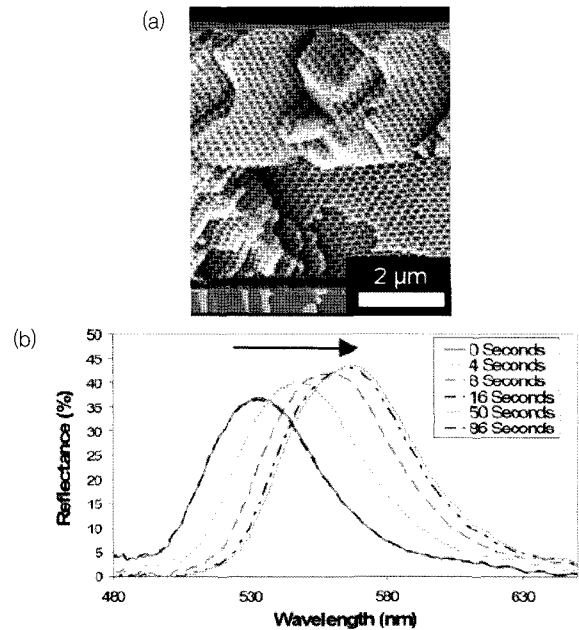 (a)
2 μm
(b)
50
45
40
35
30
25
20
15
10
5
0
Reflectance (%)
0 Seconds
4 Seconds
8 Seconds
16 Seconds
50 Seconds
86 Seconds
480
530
580
630
Wavelength (nm)